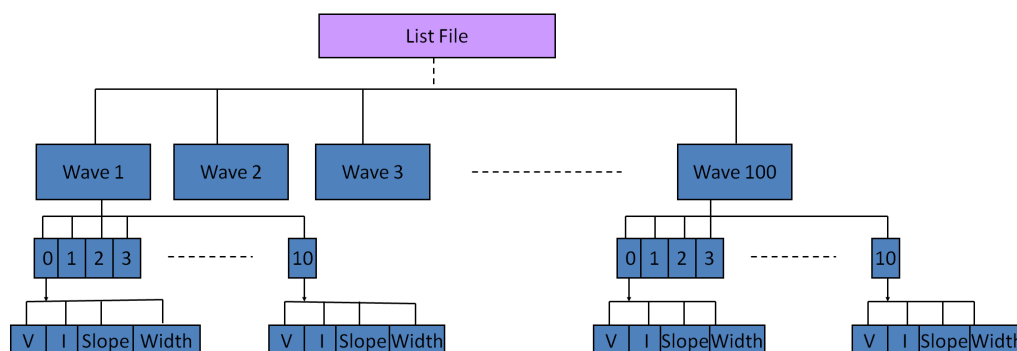 List File
Wave 1 Wave 2 Wave 3 Wave 100
0 1 2 3 10 0 1 2 3 10
V I Slope Width V I Slope Width V I Slope Width V I Slope Width